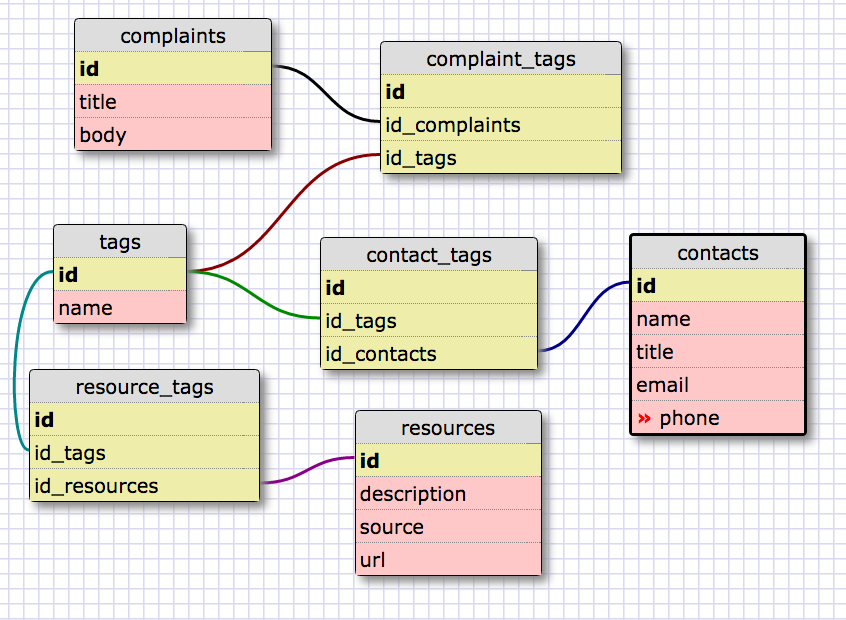 complaints
id
title
body
complaint_tags
id
id_complaints
id_tags
tags
id
name
contact_tags
id
id_tags
id_contacts
contacts
id
name
title
email
» phone
resource_tags
id
id_tags
id_resources
resources
id
description
source
url